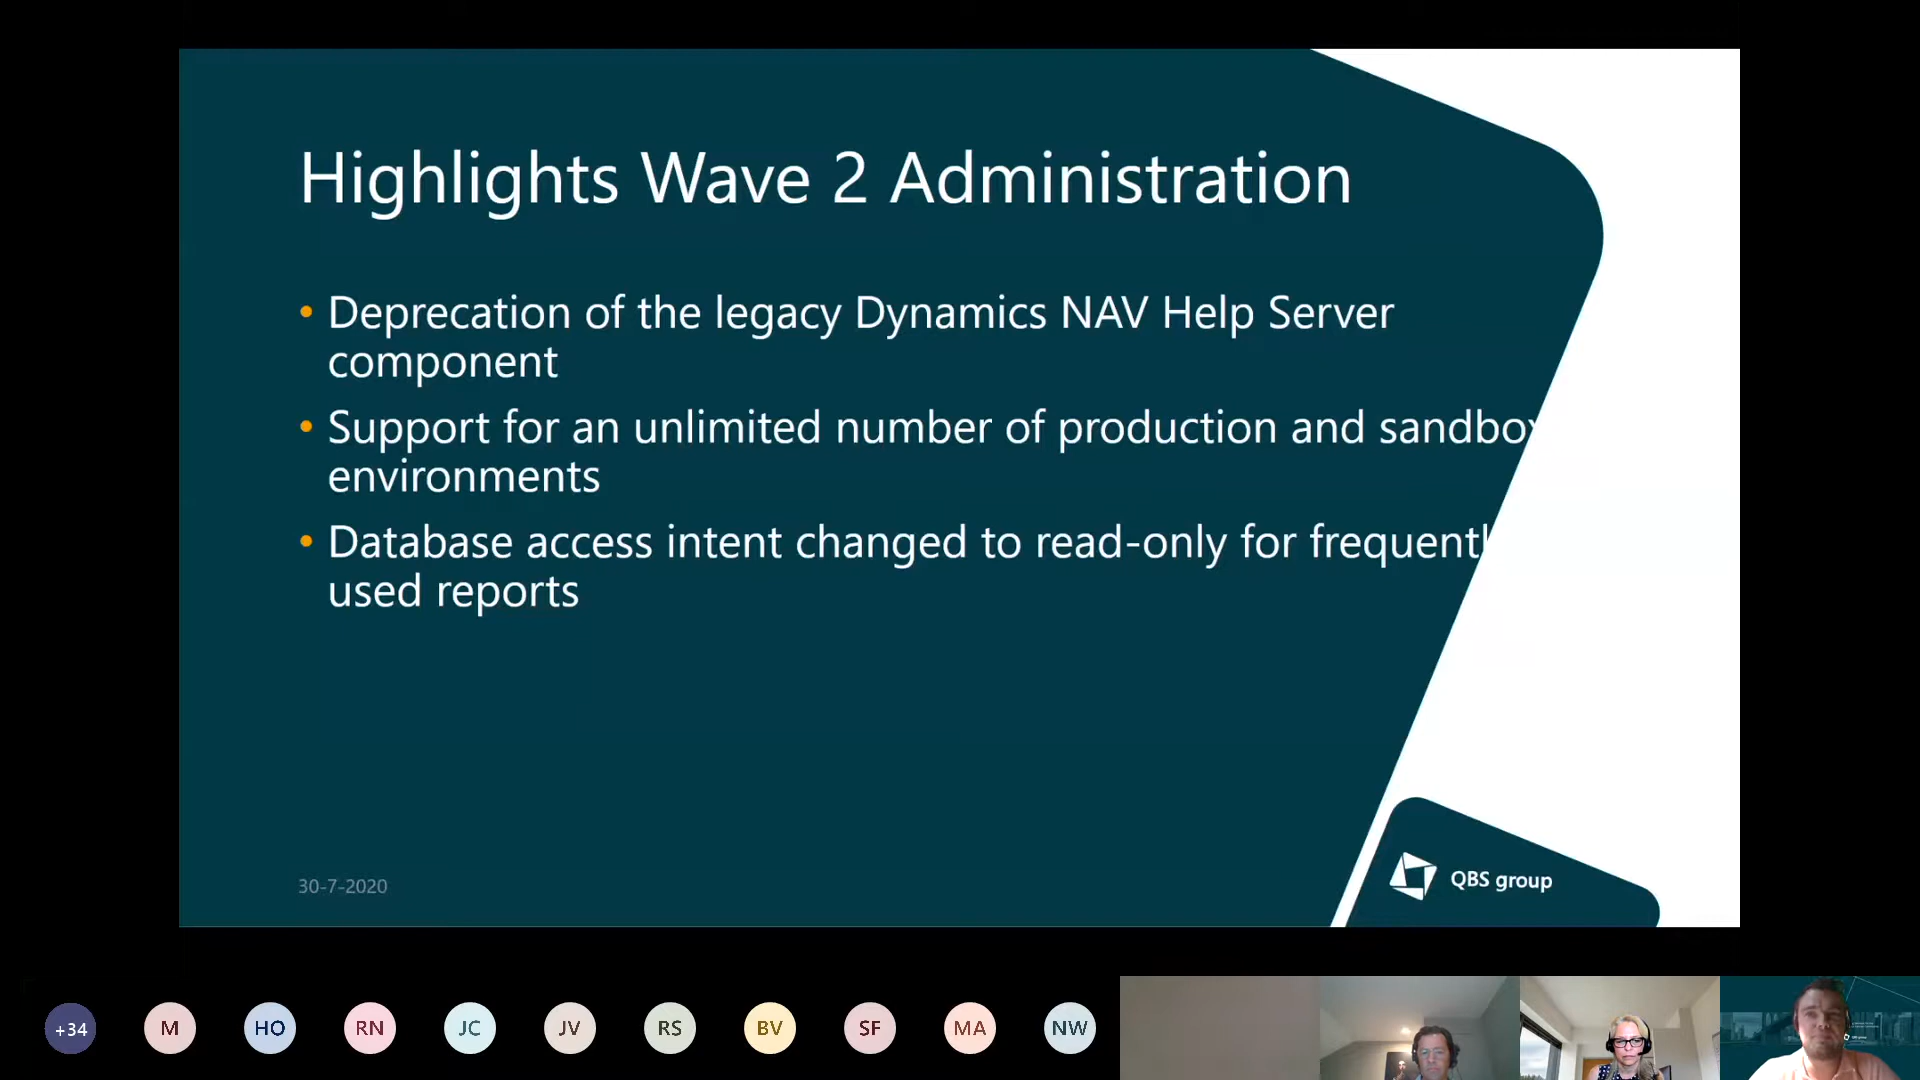 Highlights Wave 2 Administration
• Deprecation of the legacy Dynamics NAV Help Server
component
• Support for an unlimited number of production and sandbox
environments
• Database access intent changed to read-only for frequently
used reports
30-7-2020
QBS group
+34 M HO RN JC JV RS BV SF MA NW